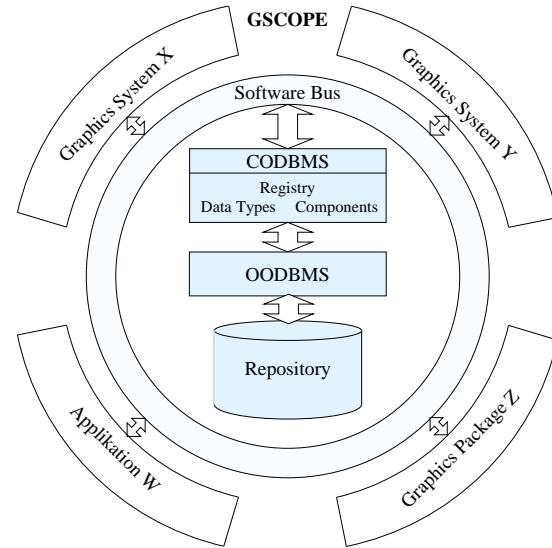 GSCOPE
Graphics System X
Graphics System Y
Software Bus
CODBMS
Registry
Data Types Components
OODBMS
Repository
Applikation W
Graphics Package Z